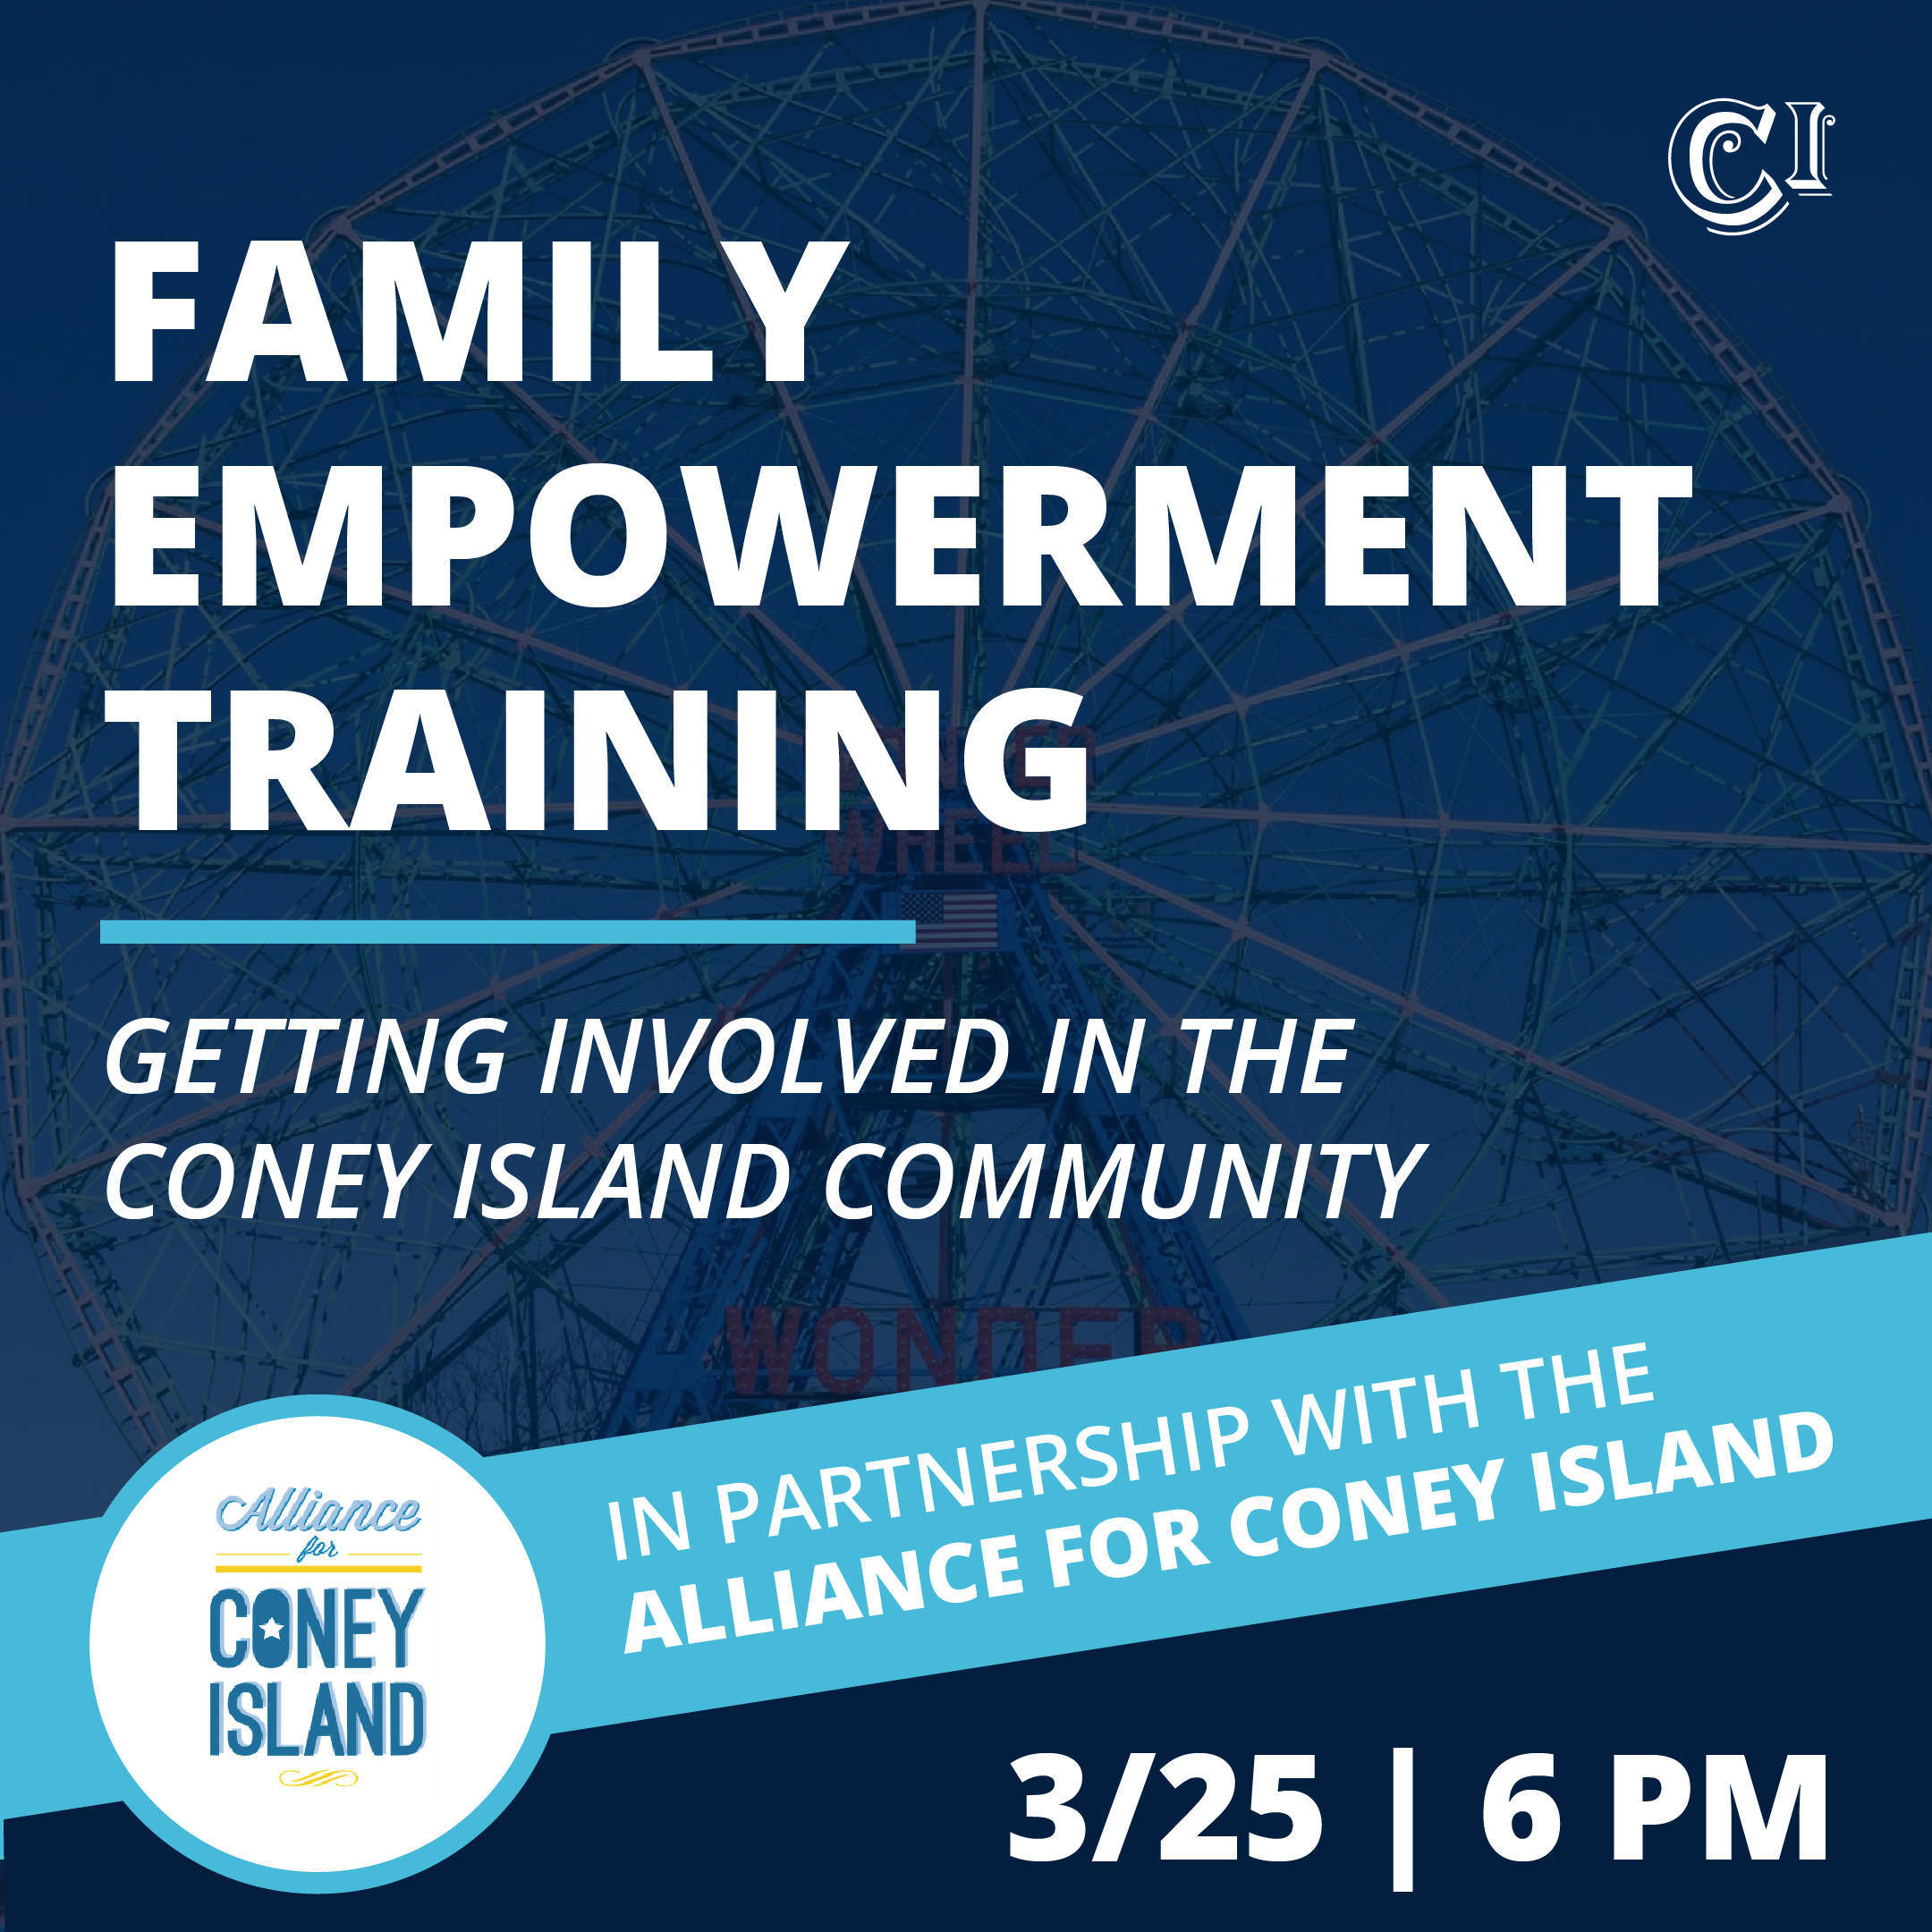 CI
FAMILY
EMPOWERMENT
TRAINING
WHEEL
GETTING INVOLVED IN THE
CONEY ISLAND COMMUNITY
WONDER
IN PARTNERSHIP WITH THE
ALLIANCE FOR CONEY ISLAND
Alliance
for
CONEY
ISLAND
3/25 | 6 PM